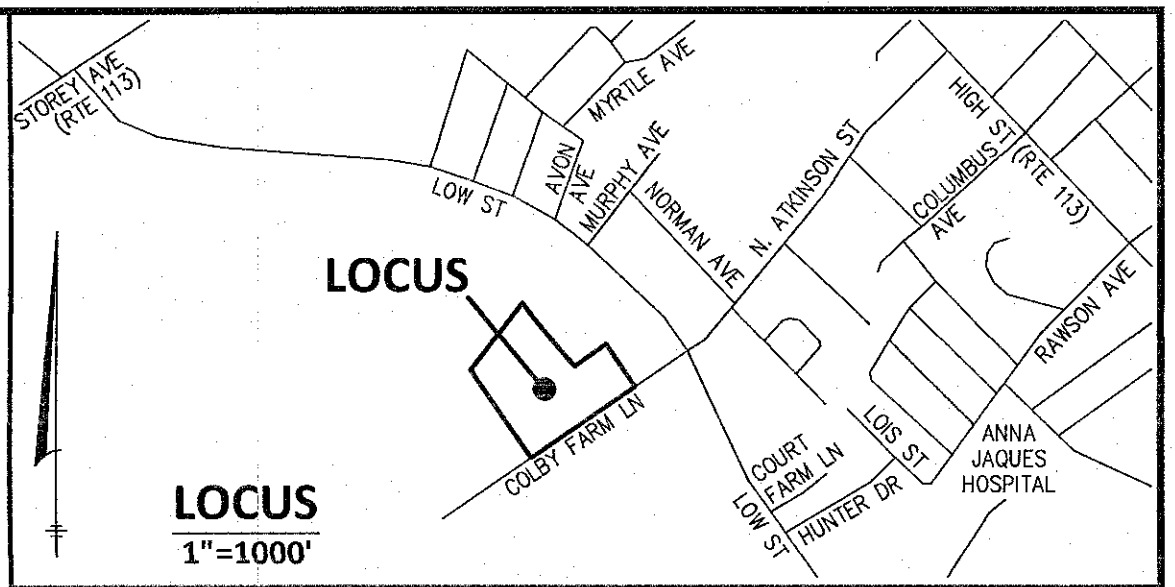 STOREY AVE
(RTE 113)
MYRTLE AVE
AVON
AVE
MURPHY AVE
LOW ST
NORMAN AVE
N. ATKINSON ST
HIGH ST (RTE 113)
COLUMBUS
AVE
RAWSON AVE
LOCUS
COLBY FARM LN
LOIS ST
COURT
FARM LN
HUNTER DR
LOW ST
ANNA
JAQUES
HOSPITAL
LOCUS
1"=1000'